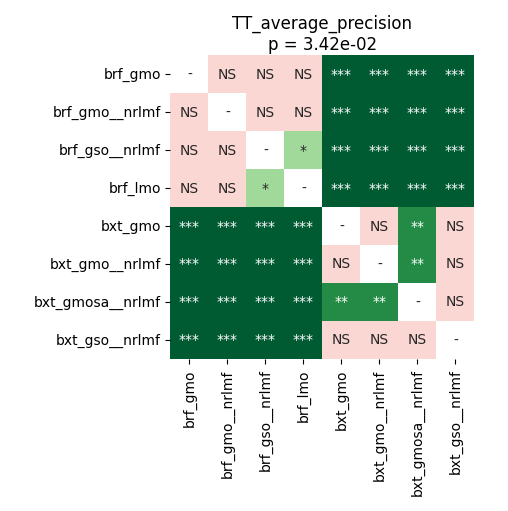 TT_average_precision
p = 3.42e-02
brf_gmo - NS NS NS *** *** *** ***
brf_gmo__nrlmf NS - NS NS *** *** *** ***
brf_gso__nrlmf NS NS - * *** *** *** ***
brf_lmo NS NS * - *** *** *** ***
bxt_gmo *** *** *** *** - NS ** NS
bxt_gmo__nrlmf *** *** *** *** NS - ** NS
bxt_gmosa__nrlmf *** *** *** *** ** ** - NS
bxt_gso__nrlmf *** *** *** *** NS NS NS -
brf_gmo
brf_gmo__nrlmf
brf_gso__nrlmf
brf_lmo
bxt_gmo
bxt_gmo__nrlmf
bxt_gmosa__nrlmf
bxt_gso__nrlmf